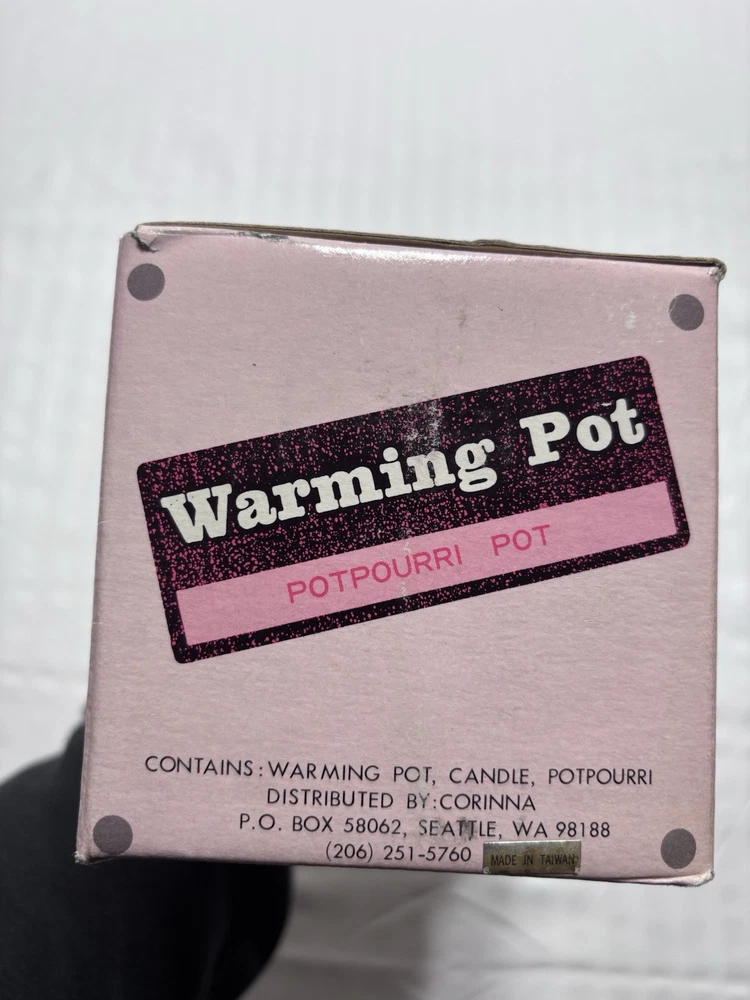 Warming Pot
POTPOURRI POT
CONTAINS: WARMING POT, CANDLE, POTPOURRI
DISTRIBUTED BY: CORINNA
P.O. BOX 58062, SEATTLE, WA 98188
(206) 251-5760 MADE IN TAIWAN